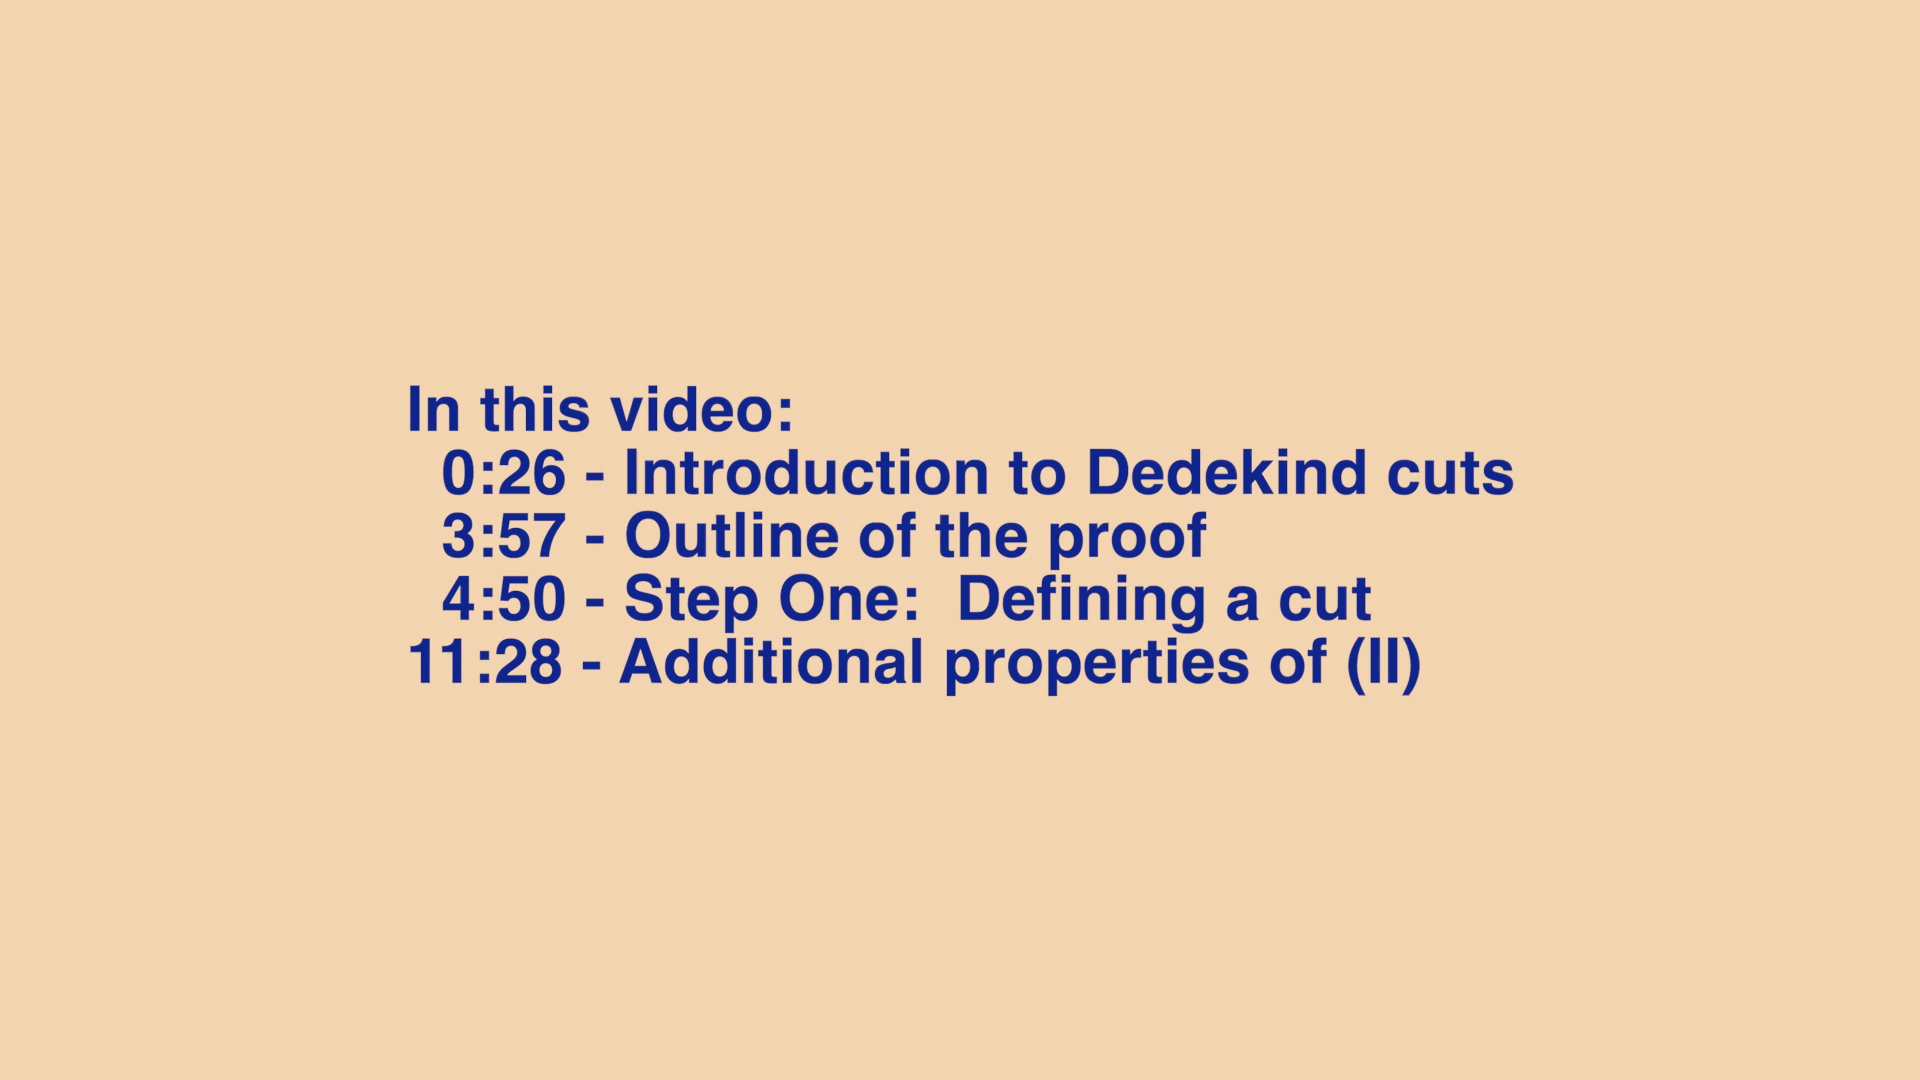 In this video:
0:26 - Introduction to Dedekind cuts
3:57 - Outline of the proof
4:50 - Step One:  Defining a cut
11:28 - Additional properties of (II)